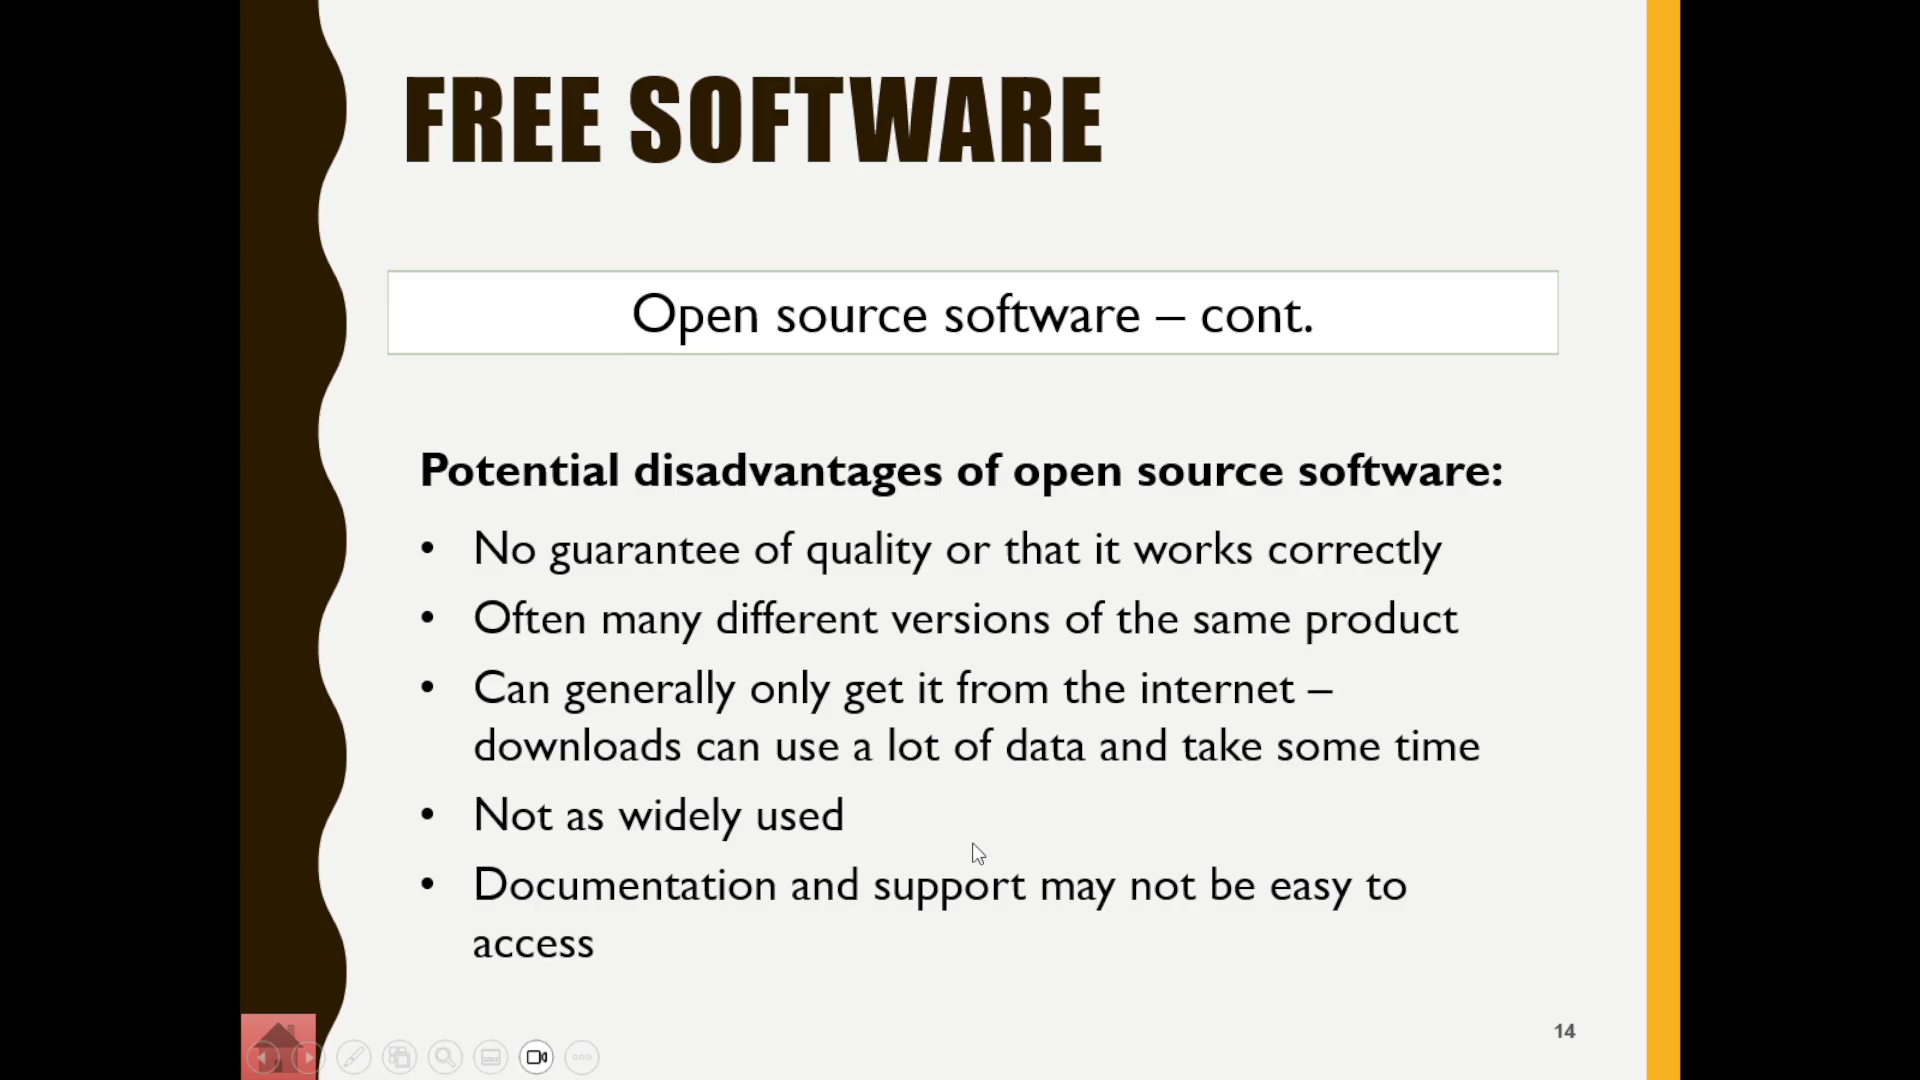 FREE SOFTWARE
Open source software – cont.
Potential disadvantages of open source software:
• No guarantee of quality or that it works correctly
• Often many different versions of the same product
• Can generally only get it from the internet –
downloads can use a lot of data and take some time
• Not as widely used
• Documentation and support may not be easy to
access
14